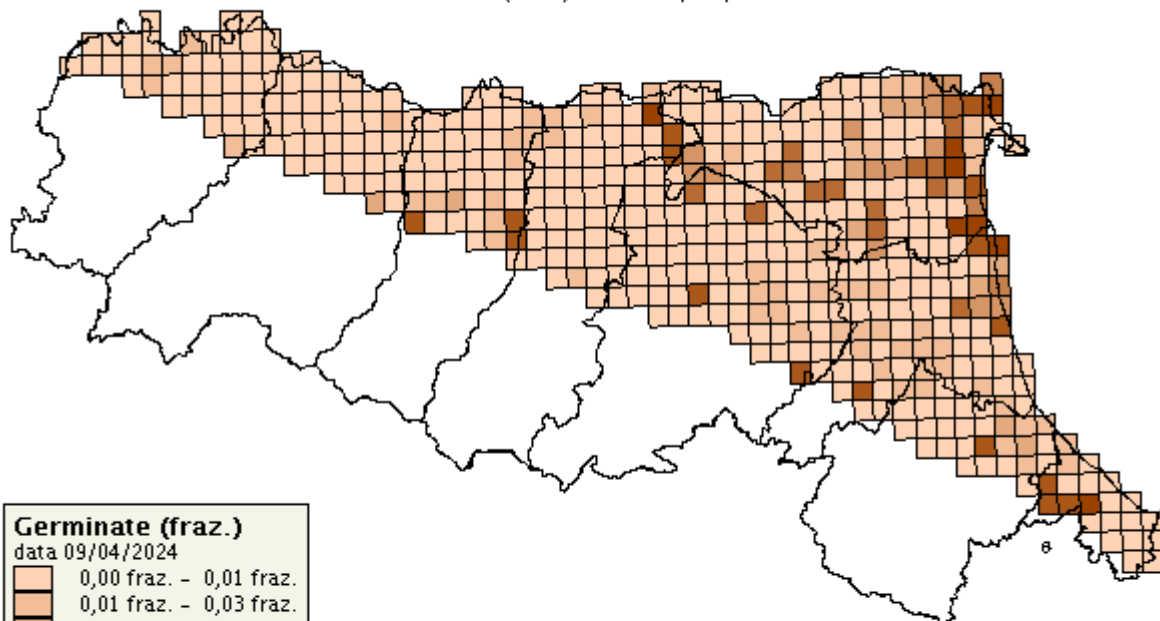 Germinate (fraz.)
data 09/04/2024
0,00 fraz. - 0,01 fraz.
0,01 fraz. - 0,03 fraz.